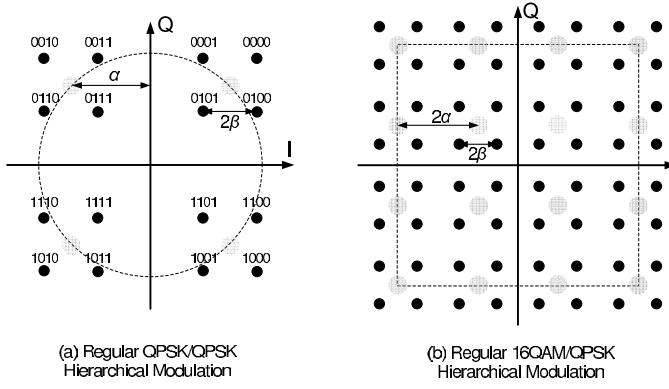 Q
Q
0010 0011 0001 0000
α
0110 0111 0101 0100
2α
2β
2β
I
1110 1111 1101 1100
1010 1011 1001 1000
(a) Regular QPSK/QPSK
Hierarchical Modulation
(b) Regular 16QAM/QPSK
Hierarchical Modulation